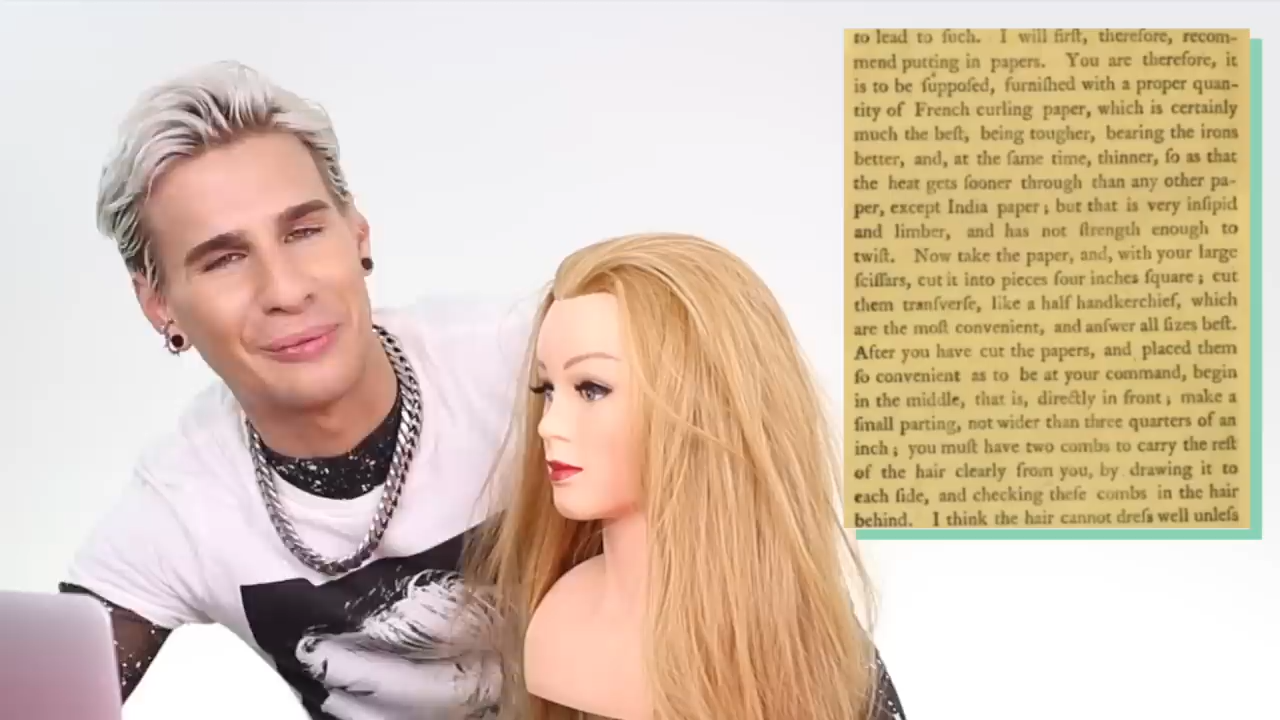 to lead to ſuch. I will firſt, therefore, recom-
mend putting in papers. You are therefore, it
is to be ſuppoſed, furniſhed with a proper quan-
tity of French curling paper, which is certainly
much the beſt, being tougher, bearing the irons
better, and, at the ſame time, thinner, ſo as that
the heat gets ſooner through than any other pa-
per, except India paper; but that is very inſipid
and limber, and has not ſtrength enough to
twiſt. Now take the paper, and, with your large
ſciſſars, cut it into pieces four inches ſquare; cut
them tranſverſe, like a half handkerchief, which
are the moſt convenient, and anſwer all ſizes beſt.
After you have cut the papers, and placed them
ſo convenient as to be at your command, begin
in the middle, that is, directly in front; make a
ſmall parting, not wider than three quarters of an
inch; you muſt have two combs to carry the reſt
of the hair clearly from you, by drawing it to
each ſide, and checking theſe combs in the hair
behind. I think the hair cannot dreſs well unleſs